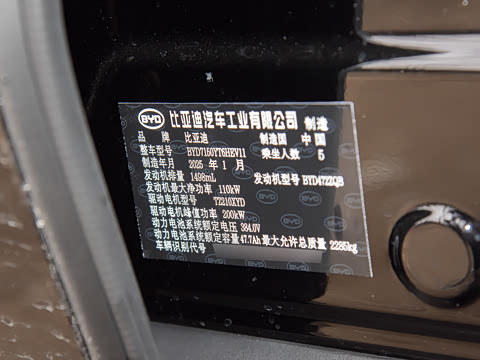 BYD 比亚迪汽车工业有限公司 制造
品 牌 比亚迪 制造国 中 国
整车型号 BYD7150YT6HEV11 乘坐人数 5
制造年月 2025 年 1 月
发动机排量 1498mL 发动机型号 BYD472QB
发动机最大净功率 110kW
驱动电机型号 YT210XYD
驱动电机峰值功率 200kW
动力电池系统额定电压 384.0V
动力电池系统额定容量 47.7Ah 最大允许总质量 2285kg
车辆识别代号